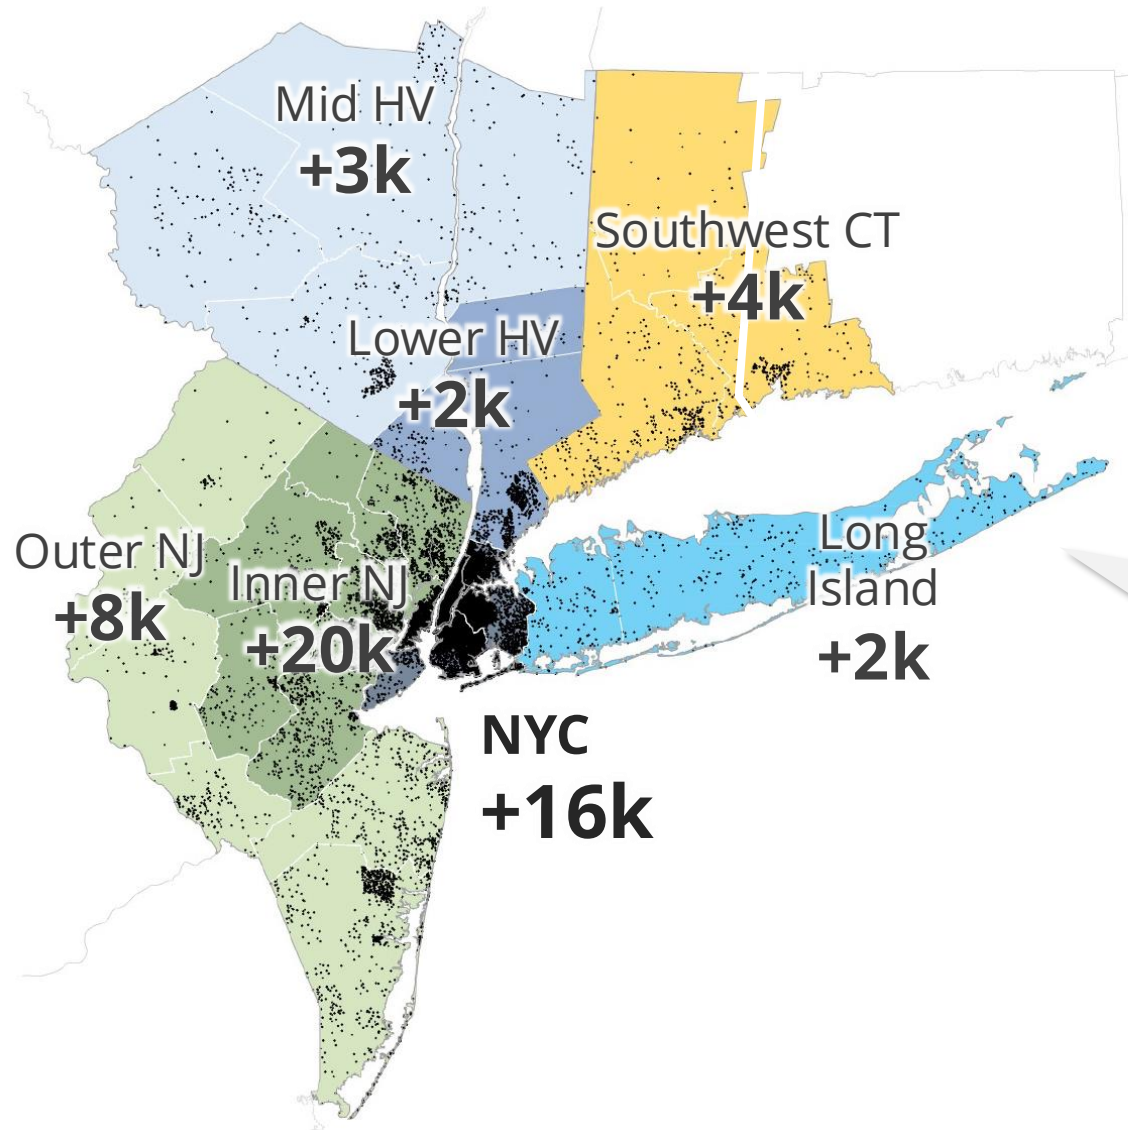 Mid HV
+3k
Southwest CT
+4k
Lower HV
+2k
Outer NJ
+8k
Inner NJ
+20k
Long
Island
+2k
NYC
+16k